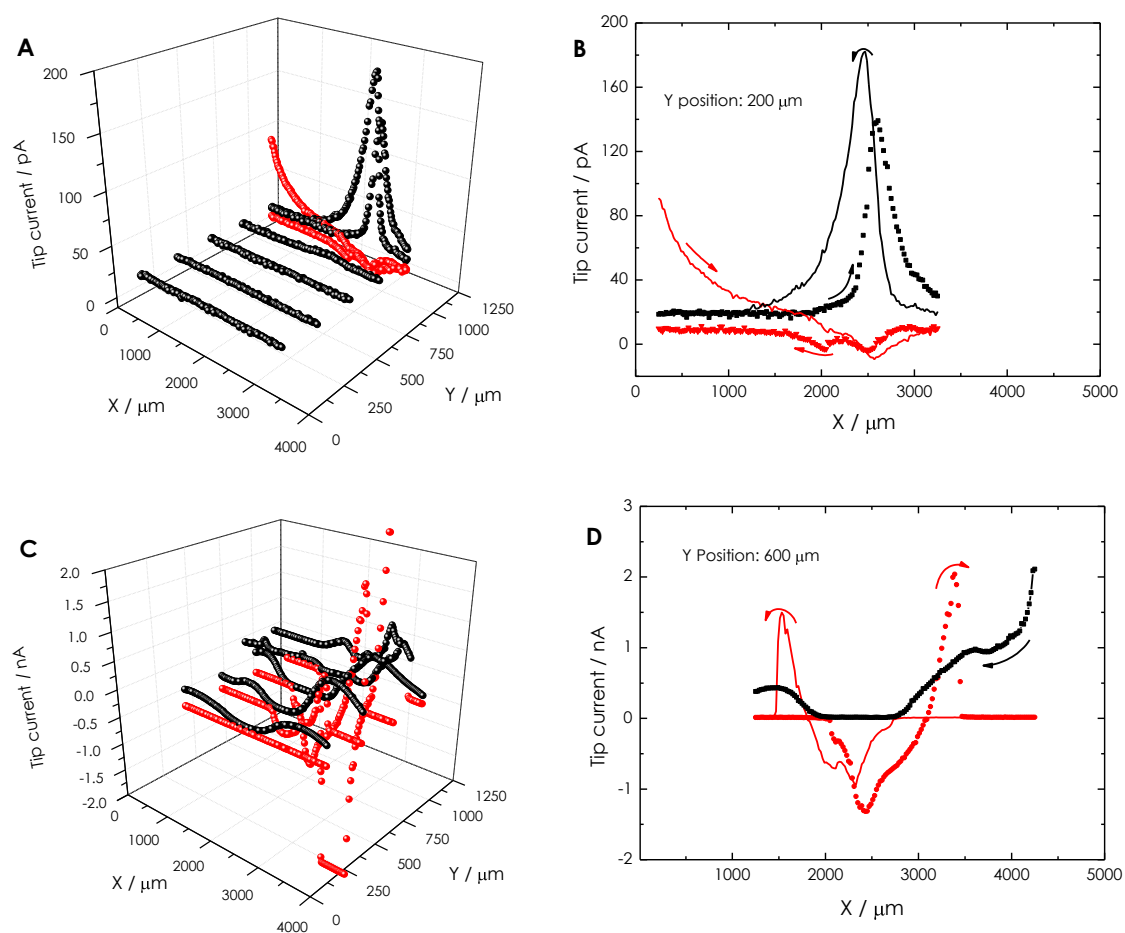 A
Tip current / pA
200
150
100
50
0
0
1000
2000
3000
4000
X / μm
0
250
500
750
1000
1250
Y / μm
B
Y position: 200 μm
Tip current / pA
200
160
120
80
40
0
0 1000 2000 3000 4000 5000
X / μm
C
Tip current / nA
2.0
1.5
1.0
0.5
0.0
-0.5
-1.0
-1.5
-2.0
0
1000
2000
3000
4000
X / μm
0
250
500
750
1000
1250
Y / μm
D
Y Position: 600 μm
Tip current / nA
3
2
1
0
-1
-2
1000 2000 3000 4000 5000
X / μm